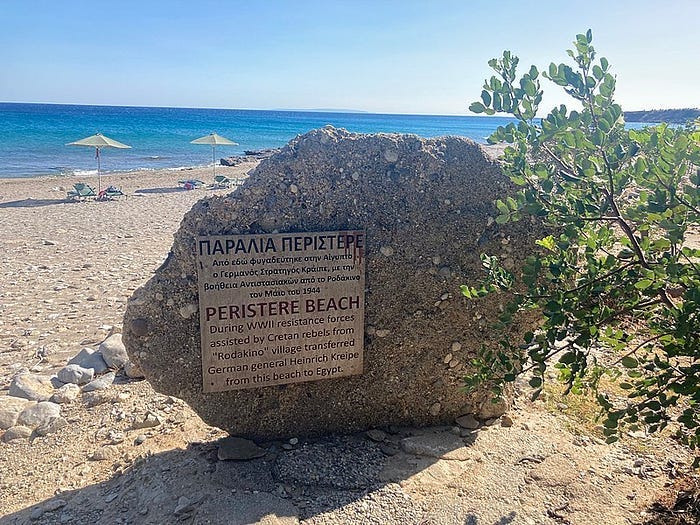 ΠΑΡΑΛΙΑ ΠΕΡΙΣΤΕΡΕ
Από εδώ φυγαδεύτηκε στην Αίγυπτο
ο Γερμανός Στρατηγός Κράιπε, με την
βοήθεια Αντιστασιακών από το Ροδάκινο
τον Μάιο του 1944
PERISTERE BEACH
During WWII resistance forces
assisted by Cretan rebels from
"Rodakino" village transferred
German general Heinrich Kreipe
from this beach to Egypt.